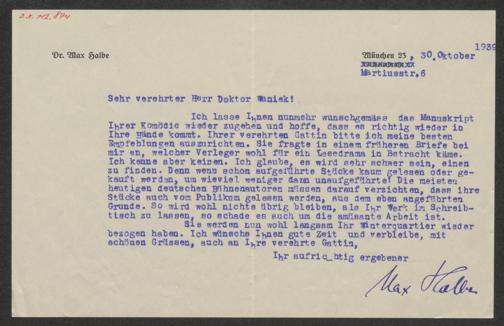 Dr. Max Halbe
München 23, 30. Oktober 1939
Martiusstr.6
Sehr verehrter Herr Doktor Waniek!
Ich lasse Ihnen nunmehr wunschgemäss das Manuskript
Ihrer Komödie wieder zugehen und hoffe, dass es richtig wieder in
Ihre Hände kommt. Ihrer verehrten Gattin bitte ich meine besten
Empfehlungen auszurichten. Sie fragte in einem früheren Briefe bei
mir an, welcher Verleger wohl für ein Lesedrama in Betracht käme.
Ich kenne aber keinen. Ich glaube, es wird sehr schwer sein, einen
zu finden. Denn wenn schon aufgeführte Stücke kaum gelesen oder ge-
kauft werden, um wieviel weniger dann unaufgeführte! Die meisten
heutigen deutschen Bühnenautoren müssen darauf verzichten, dass ihre
Stücke auch vom Publikum gelesen werden, aus dem eben angeführten
Grunde. So wird wohl nichts übrig bleiben, als Ihr Werk im Schreib-
tisch zu lassen, so schade es auch um die amüsante Arbeit ist.
Sie werden nun wohl langsam Ihr Winterquartier wieder
bezogen haben. Ich wünsche Ihnen gute Zeit und verbleibe, mit
schönen Grüssen, auch an Ihre verehrte Gattin,
Ihr aufrichtig ergebener
Max Halbe